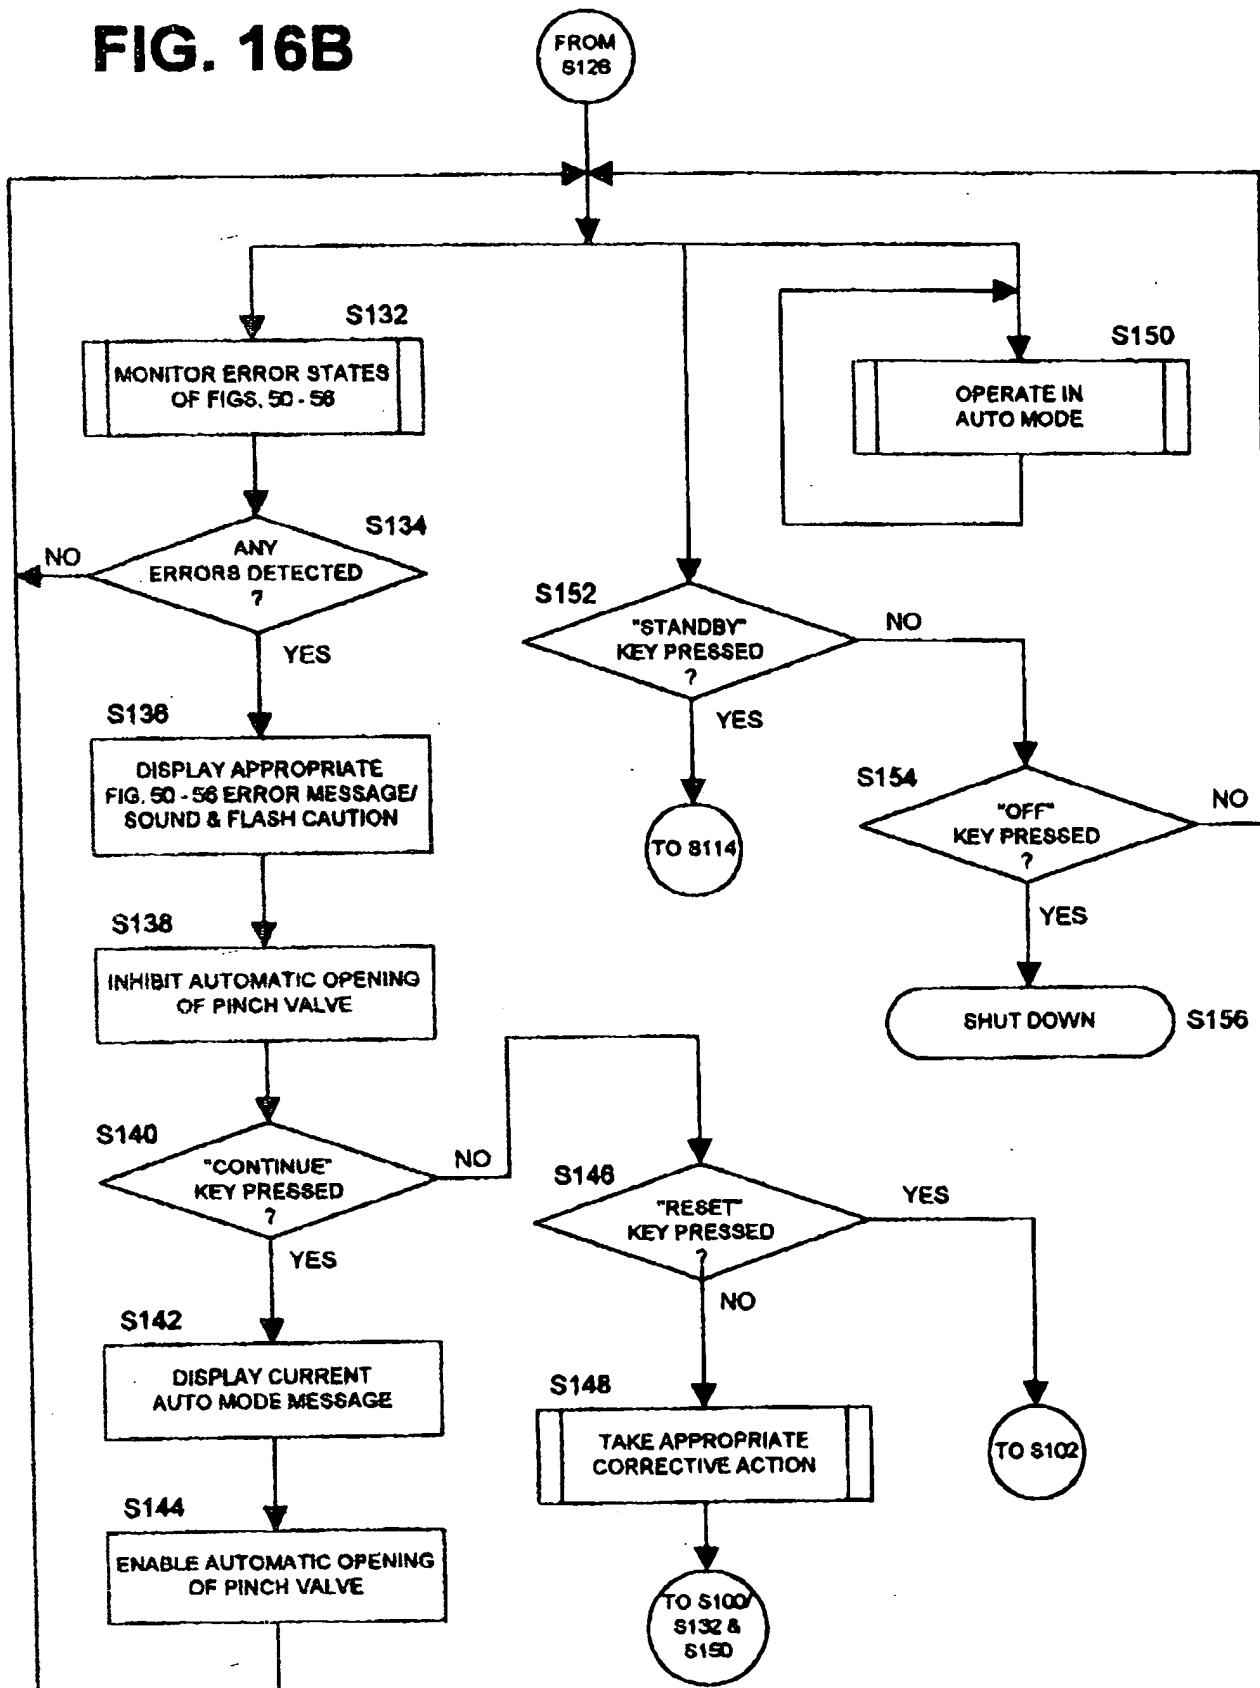 FIG. 16B
FROM
S128
S132
MONITOR ERROR STATES
OF FIGS. 50 - 56
S150
OPERATE IN
AUTO MODE
S134
ANY
ERRORS DETECTED
?
NO
YES
S152
"STANDBY"
KEY PRESSED
?
NO
YES
S136
DISPLAY APPROPRIATE
FIG. 50 - 56 ERROR MESSAGE/
SOUND & FLASH CAUTION
TO S114
S154
"OFF"
KEY PRESSED
?
NO
YES
S138
INHIBIT AUTOMATIC OPENING
OF PINCH VALVE
SHUT DOWN
S156
S140
"CONTINUE"
KEY PRESSED
?
NO
YES
S146
"RESET"
KEY PRESSED
?
YES
NO
S142
DISPLAY CURRENT
AUTO MODE MESSAGE
S148
TAKE APPROPRIATE
CORRECTIVE ACTION
TO S102
S144
ENABLE AUTOMATIC OPENING
OF PINCH VALVE
TO S100/
S132 &
S150